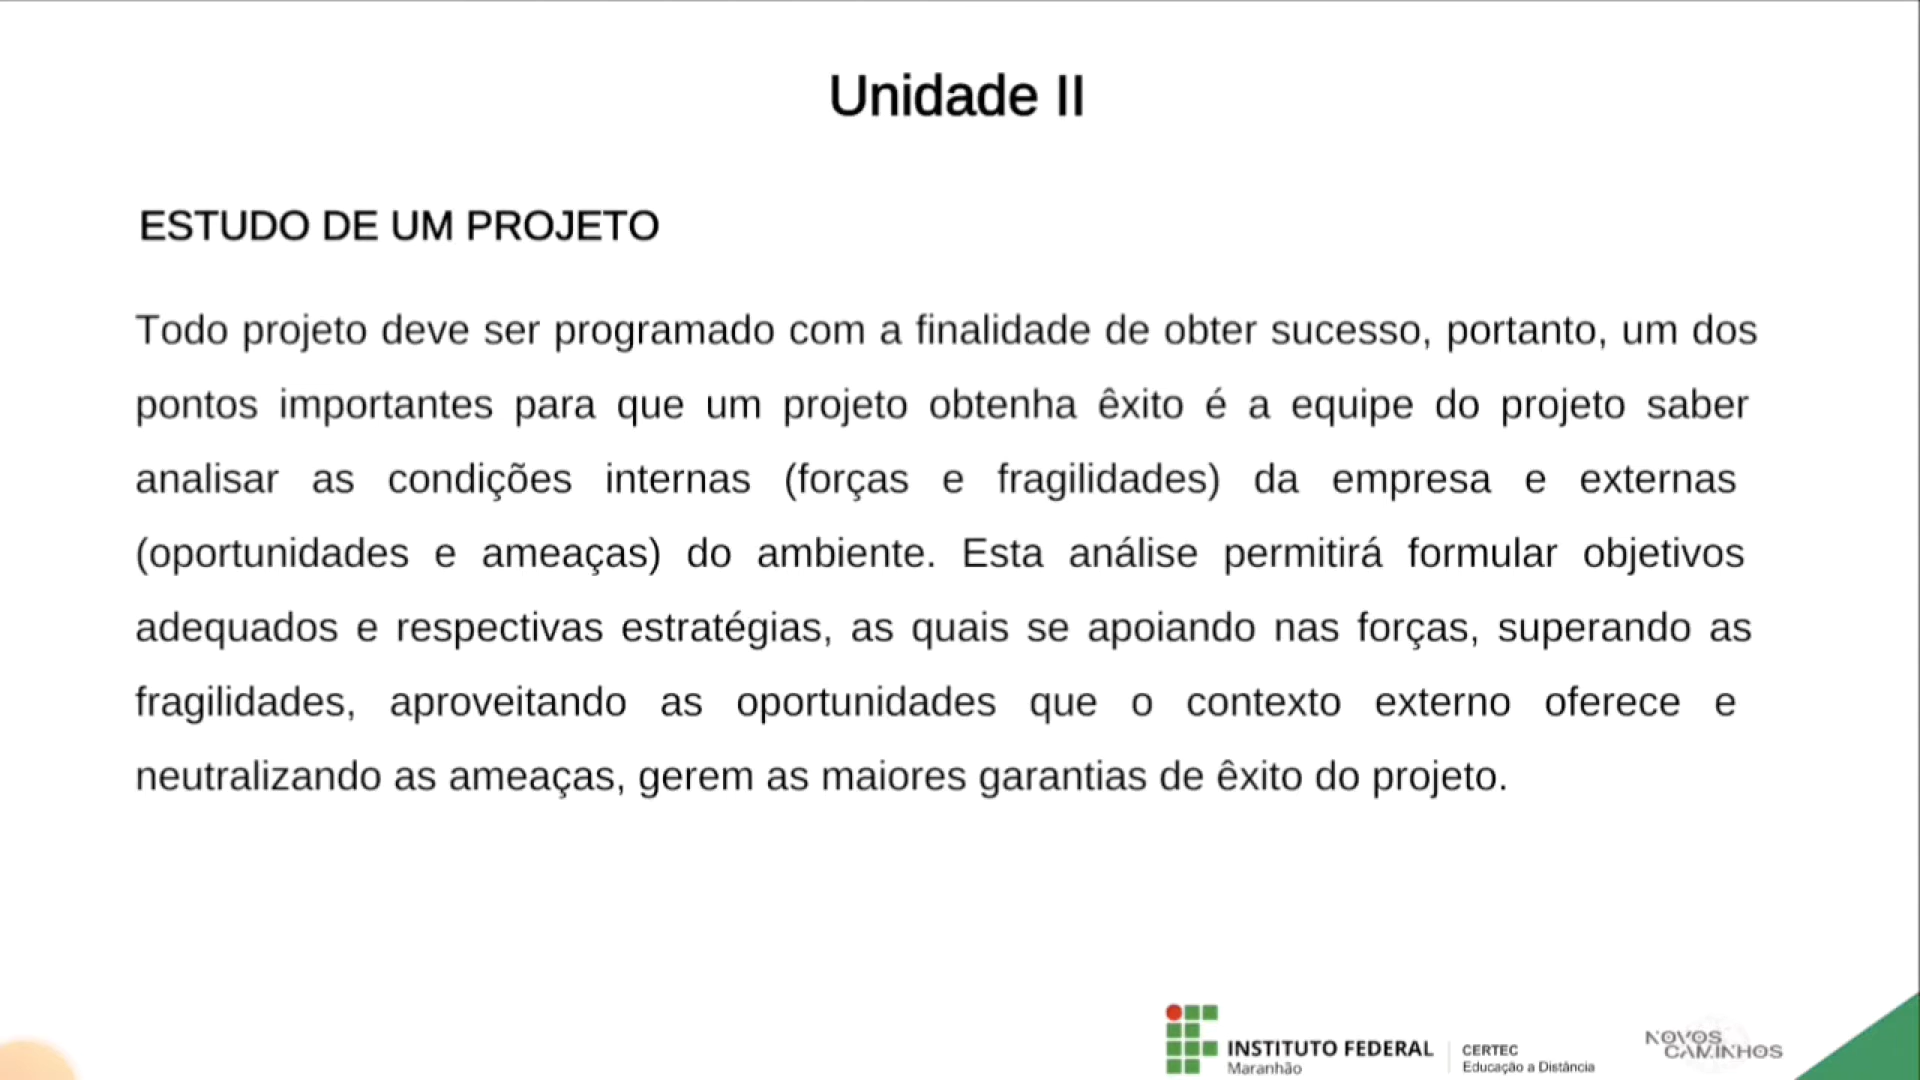 Unidade II
ESTUDO DE UM PROJETO
Todo projeto deve ser programado com a finalidade de obter sucesso, portanto, um dos
pontos importantes para que um projeto obtenha êxito é a equipe do projeto saber
analisar as condições internas (forças e fragilidades) da empresa e externas
(oportunidades e ameaças) do ambiente. Esta análise permitirá formular objetivos
adequados e respectivas estratégias, as quais se apoiando nas forças, superando as
fragilidades, aproveitando as oportunidades que o contexto externo oferece e
neutralizando as ameaças, gerem as maiores garantias de êxito do projeto.
INSTITUTO FEDERAL
Maranhão
CERTEC
Educação a Distância
NOVOS
CAMINHOS